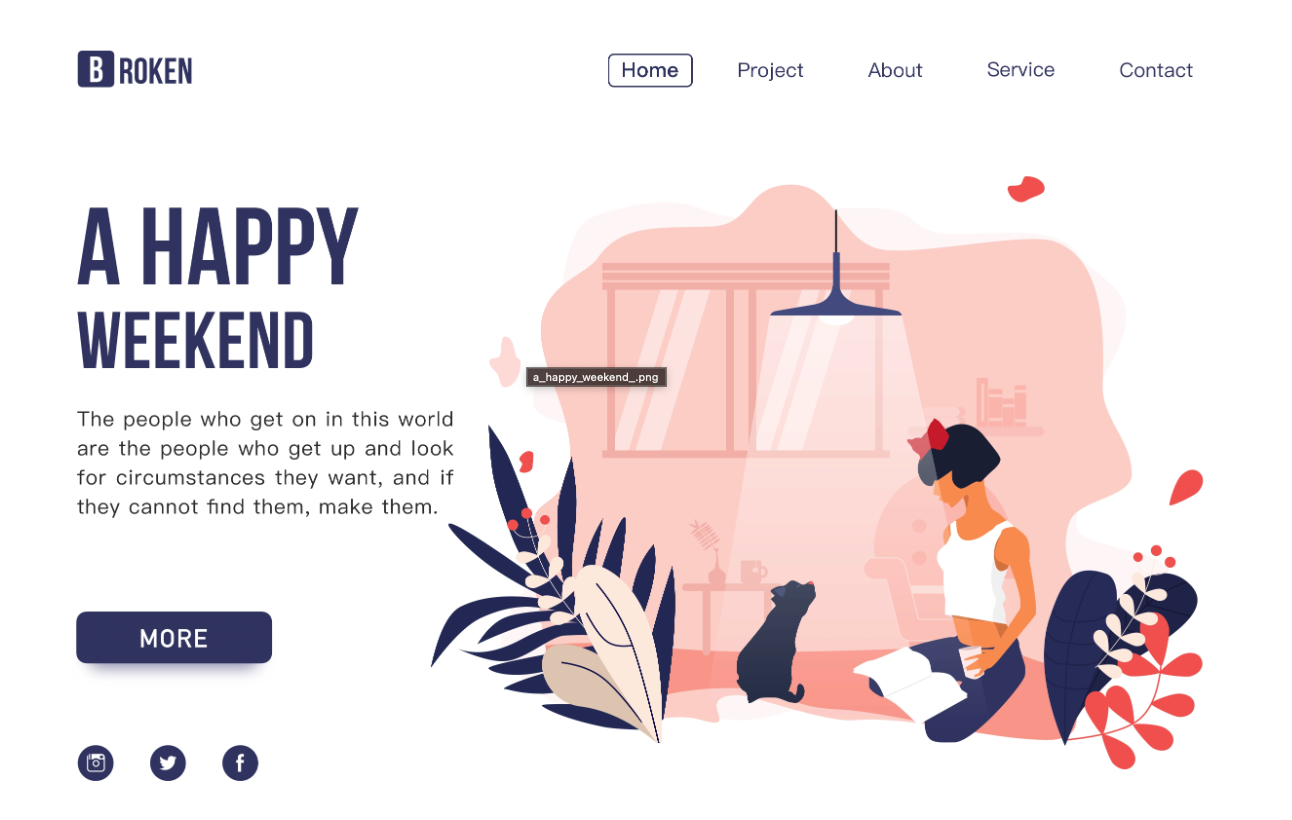 BROKEN
Home Project About Service Contact
A HAPPY
WEEKEND
a_happy_weekend_.png
The people who get on in this world
are the people who get up and look
for circumstances they want, and if
they cannot find them, make them.
MORE